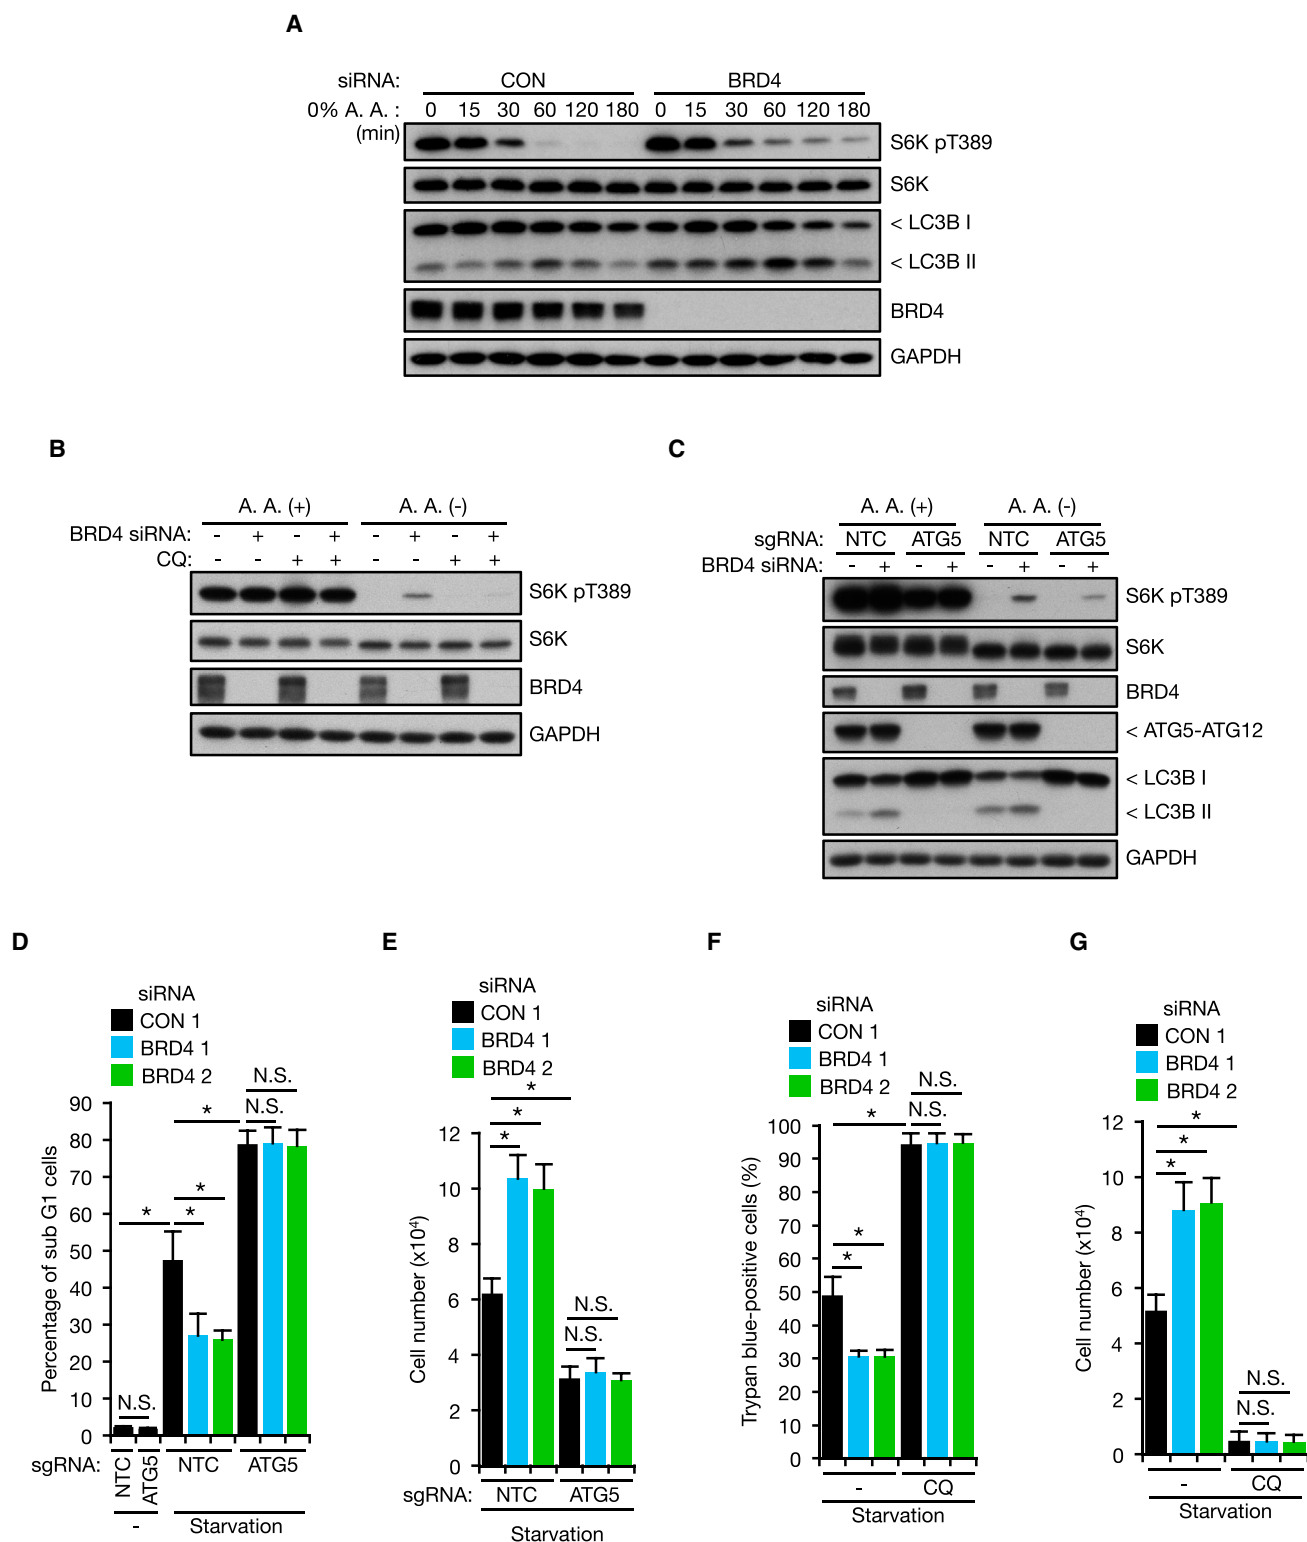 A
siRNA: CON BRD4
0% A. A. : 0 15 30 60 120 180 0 15 30 60 120 180
(min)
S6K pT389
S6K
< LC3B I
< LC3B II
BRD4
GAPDH
B
A. A. (+) A. A. (-)
BRD4 siRNA: - + - + - + - +
CQ: - - + + - - + +
S6K pT389
S6K
BRD4
GAPDH
C
A. A. (+) A. A. (-)
sgRNA: NTC ATG5 NTC ATG5
BRD4 siRNA: - + - + - + - +
S6K pT389
S6K
BRD4
< ATG5-ATG12
< LC3B I
< LC3B II
GAPDH
D
siRNA
CON 1
BRD4 1
BRD4 2
Percentage of sub G1 cells
90
80
70
60
50
40
30
20
10
0
N.S.
*
*
*
*
N.S.
N.S.
sgRNA: NTC ATG5 NTC ATG5
- Starvation
E
siRNA
CON 1
BRD4 1
BRD4 2
Cell number (x10⁴)
12
10
8
6
4
2
0
*
*
*
N.S.
N.S.
sgRNA: NTC ATG5
Starvation
F
siRNA
CON 1
BRD4 1
BRD4 2
Trypan blue-positive cells (%)
100
90
80
70
60
50
40
30
20
10
0
*
*
*
N.S.
N.S.
- CQ
Starvation
G
siRNA
CON 1
BRD4 1
BRD4 2
Cell number (x10⁴)
12
10
8
6
4
2
0
*
*
*
N.S.
N.S.
- CQ
Starvation